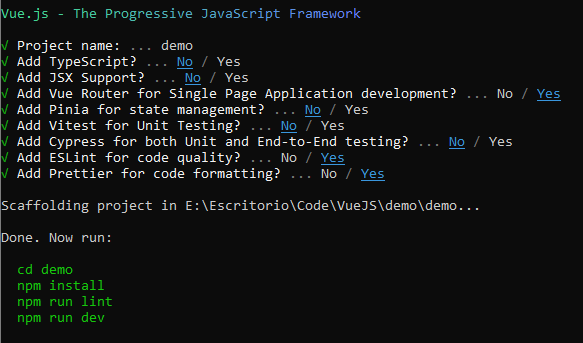 Vue.js - The Progressive JavaScript Framework
√ Project name: ... demo
√ Add TypeScript? ... No / Yes
√ Add JSX Support? ... No / Yes
√ Add Vue Router for Single Page Application development? ... No / Yes
√ Add Pinia for state management? ... No / Yes
√ Add Vitest for Unit Testing? ... No / Yes
√ Add Cypress for both Unit and End-to-End testing? ... No / Yes
√ Add ESLint for code quality? ... No / Yes
√ Add Prettier for code formatting? ... No / Yes
Scaffolding project in E:\Escritorio\Code\VueJS\demo\demo...
Done. Now run:
cd demo
npm install
npm run lint
npm run dev